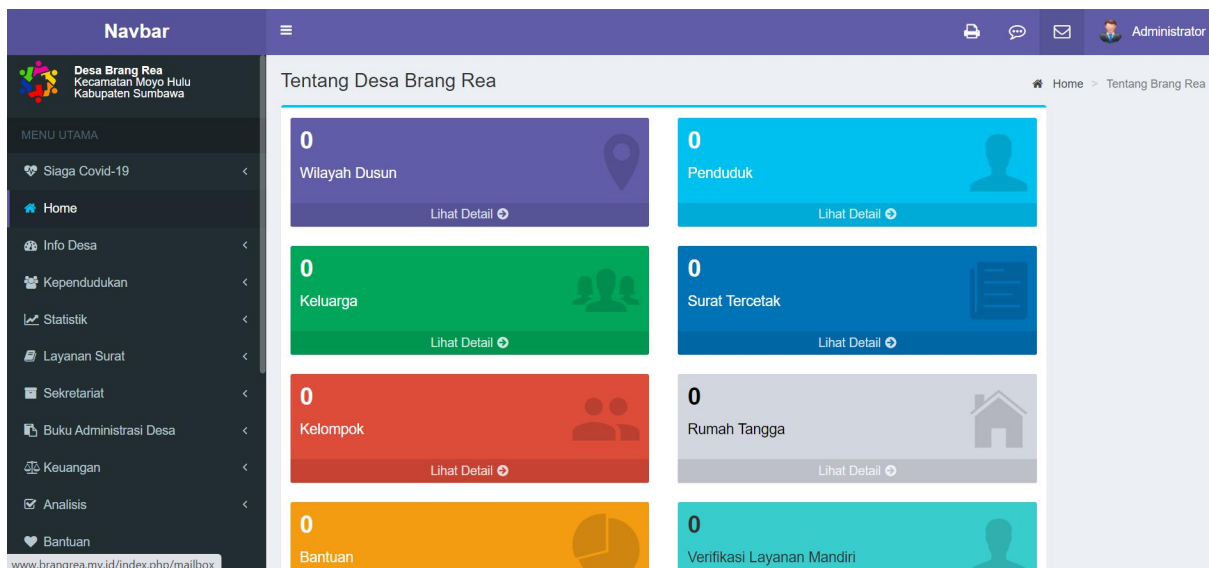 Navbar
Administrator
Desa Brang Rea
Kecamatan Moyo Hulu
Kabupaten Sumbawa
MENU UTAMA
Siaga Covid-19
Home
Info Desa
Kependudukan
Statistik
Layanan Surat
Sekretariat
Buku Administrasi Desa
Keuangan
Analisis
Bantuan
www.brangrea.my.id/index.php/mailbox
Tentang Desa Brang Rea
Home > Tentang Brang Rea
0
Wilayah Dusun
Lihat Detail
0
Penduduk
Lihat Detail
0
Keluarga
Lihat Detail
0
Surat Tercetak
Lihat Detail
0
Kelompok
Lihat Detail
0
Rumah Tangga
Lihat Detail
0
Bantuan
0
Verifikasi Layanan Mandiri